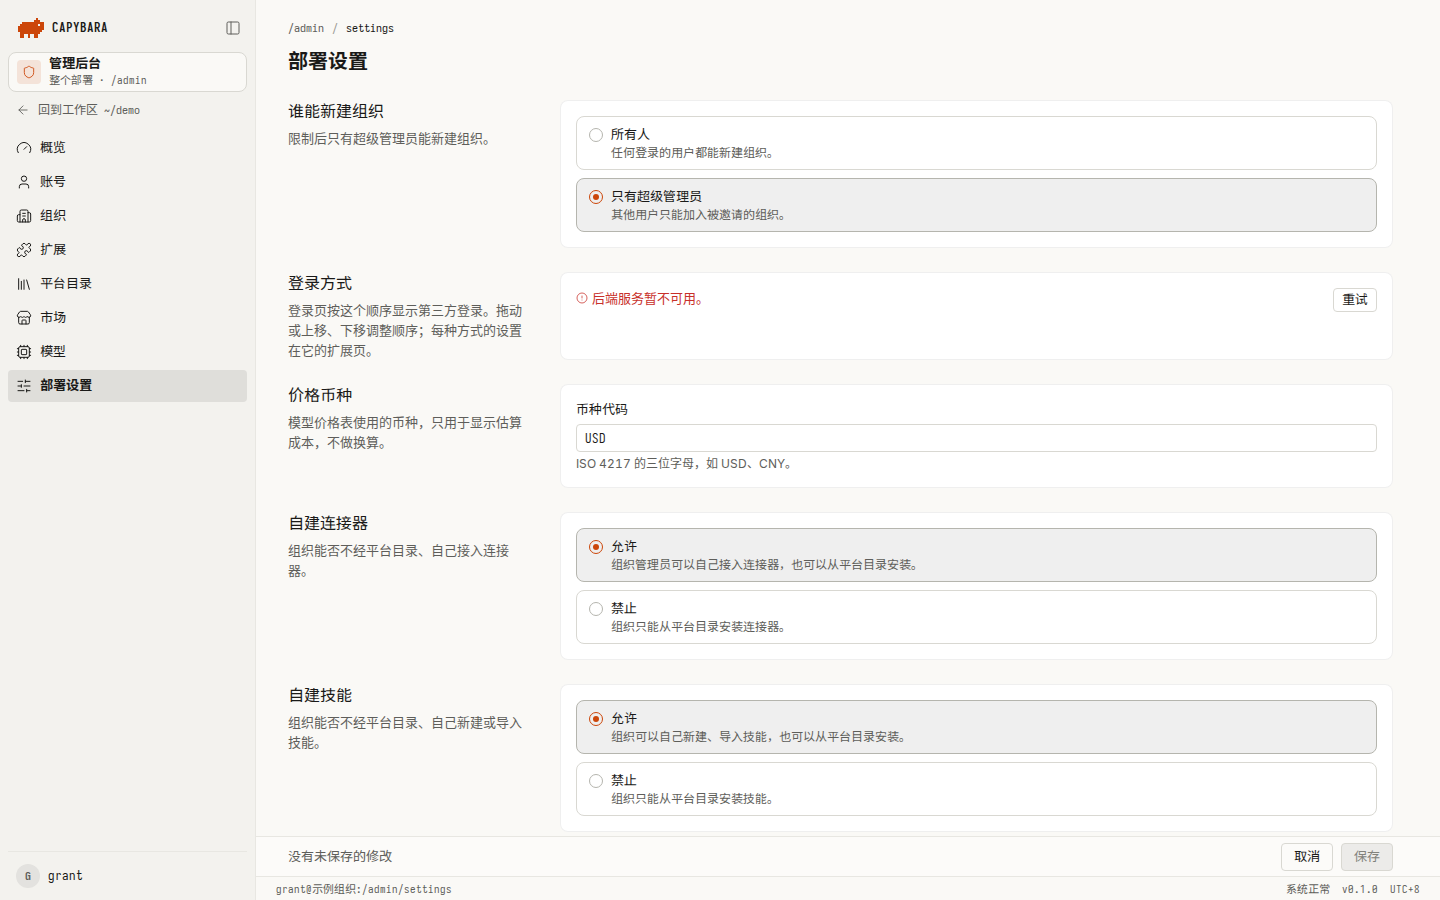 CAPYBARA
管理后台
整个部署 · /admin
回到工作区 ~/demo
概览
账号
组织
扩展
平台目录
市场
模型
部署设置
G grant
/admin / settings
部署设置
谁能新建组织
限制后只有超级管理员能新建组织。
所有人
任何登录的用户都能新建组织。
只有超级管理员
其他用户只能加入被邀请的组织。
登录方式
登录页按这个顺序显示第三方登录。拖动
或上移、下移调整顺序；每种方式的设置
在它的扩展页。
后端服务暂不可用。
重试
价格币种
模型价格表使用的币种，只用于显示估算
成本，不做换算。
币种代码
USD
ISO 4217 的三位字母，如 USD、CNY。
自建连接器
组织能否不经平台目录、自己接入连接
器。
允许
组织管理员可以自己接入连接器，也可以从平台目录安装。
禁止
组织只能从平台目录安装连接器。
自建技能
组织能否不经平台目录、自己新建或导入
技能。
允许
组织可以自己新建、导入技能，也可以从平台目录安装。
禁止
组织只能从平台目录安装技能。
没有未保存的修改
取消
保存
grant@示例组织:/admin/settings
系统正常 v0.1.0 UTC+8